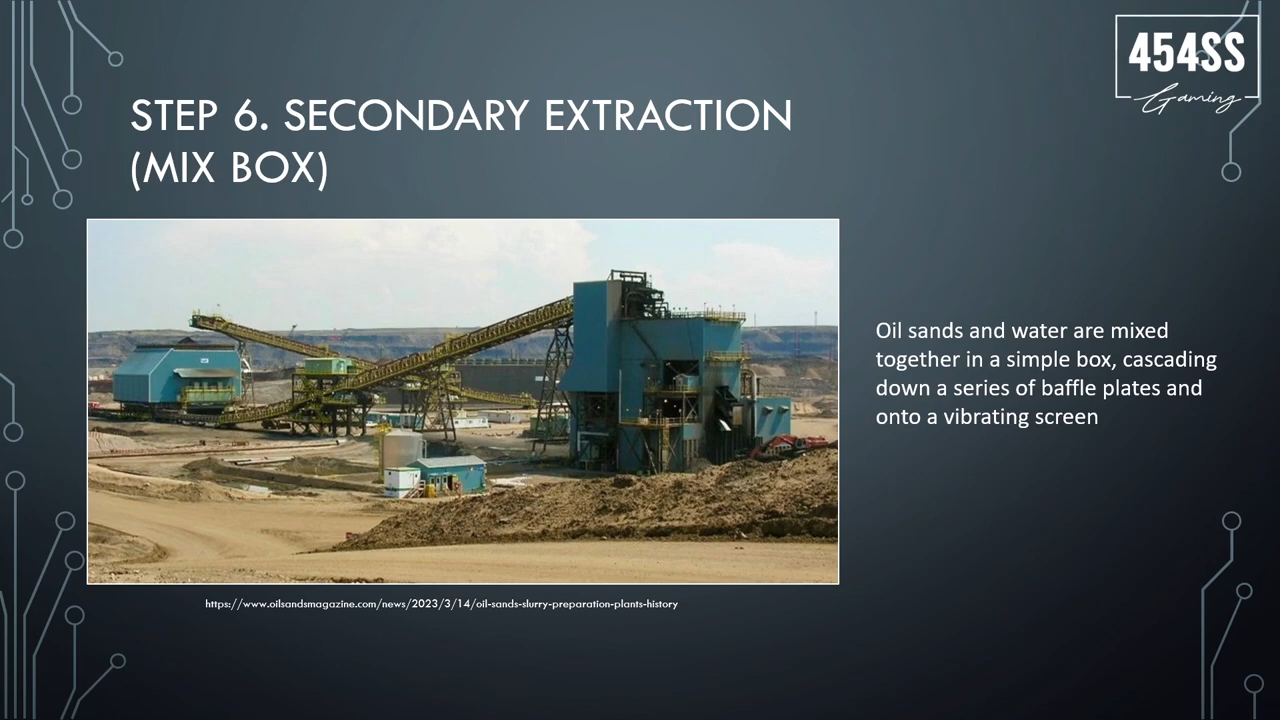 454SS
Gaming
STEP 6. SECONDARY EXTRACTION
(MIX BOX)
Oil sands and water are mixed
together in a simple box, cascading
down a series of baffle plates and
onto a vibrating screen
https://www.oilsandsmagazine.com/news/2023/3/14/oil-sands-slurry-preparation-plants-history